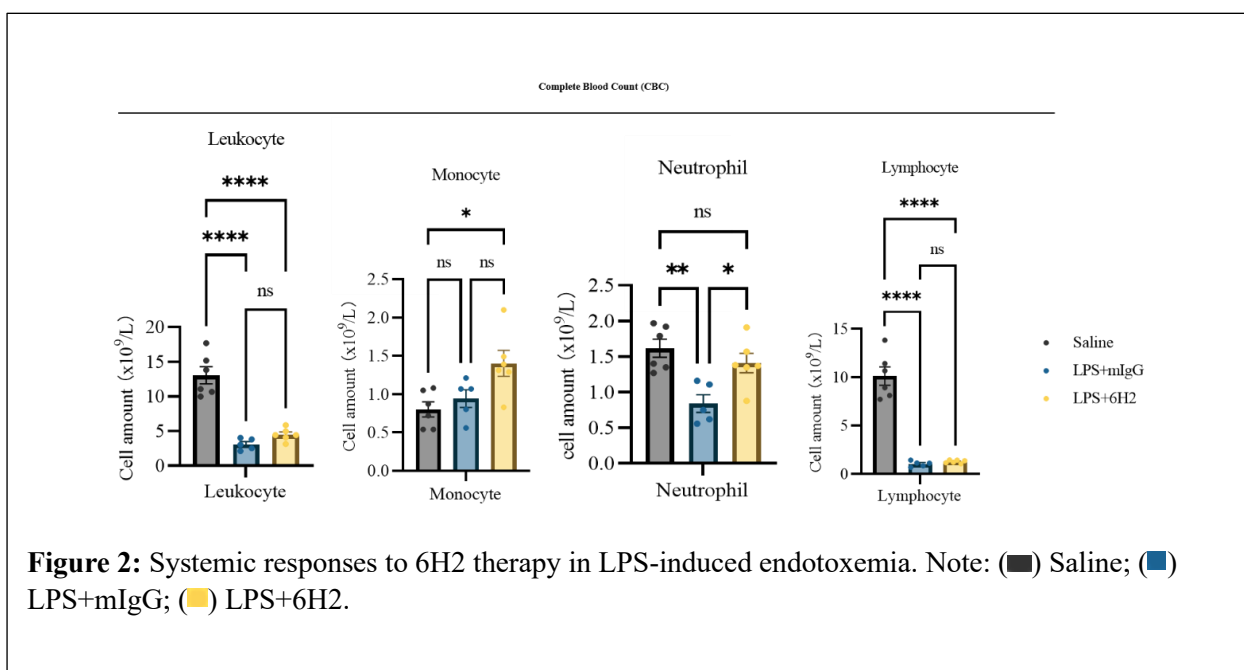 Complete Blood Count (CBC)
Leukocyte
****
****
ns
Cell amount (x10⁹/L)
20
15
10
5
0
Leukocyte
Monocyte
*
ns
ns
Cell amount (x10⁹/L)
2.5
2.0
1.5
1.0
0.5
0.0
Monocyte
Neutrophil
ns
**
*
cell amount (x10⁹/L)
2.5
2.0
1.5
1.0
0.5
0.0
Neutrophil
Lymphocyte
****
ns
****
Cell amount (x10⁹/L)
15
10
5
0
Lymphocyte
Saline
LPS+mIgG
LPS+6H2
Figure 2: Systemic responses to 6H2 therapy in LPS-induced endotoxemia. Note: ( ) Saline; ( )
LPS+mIgG; ( ) LPS+6H2.